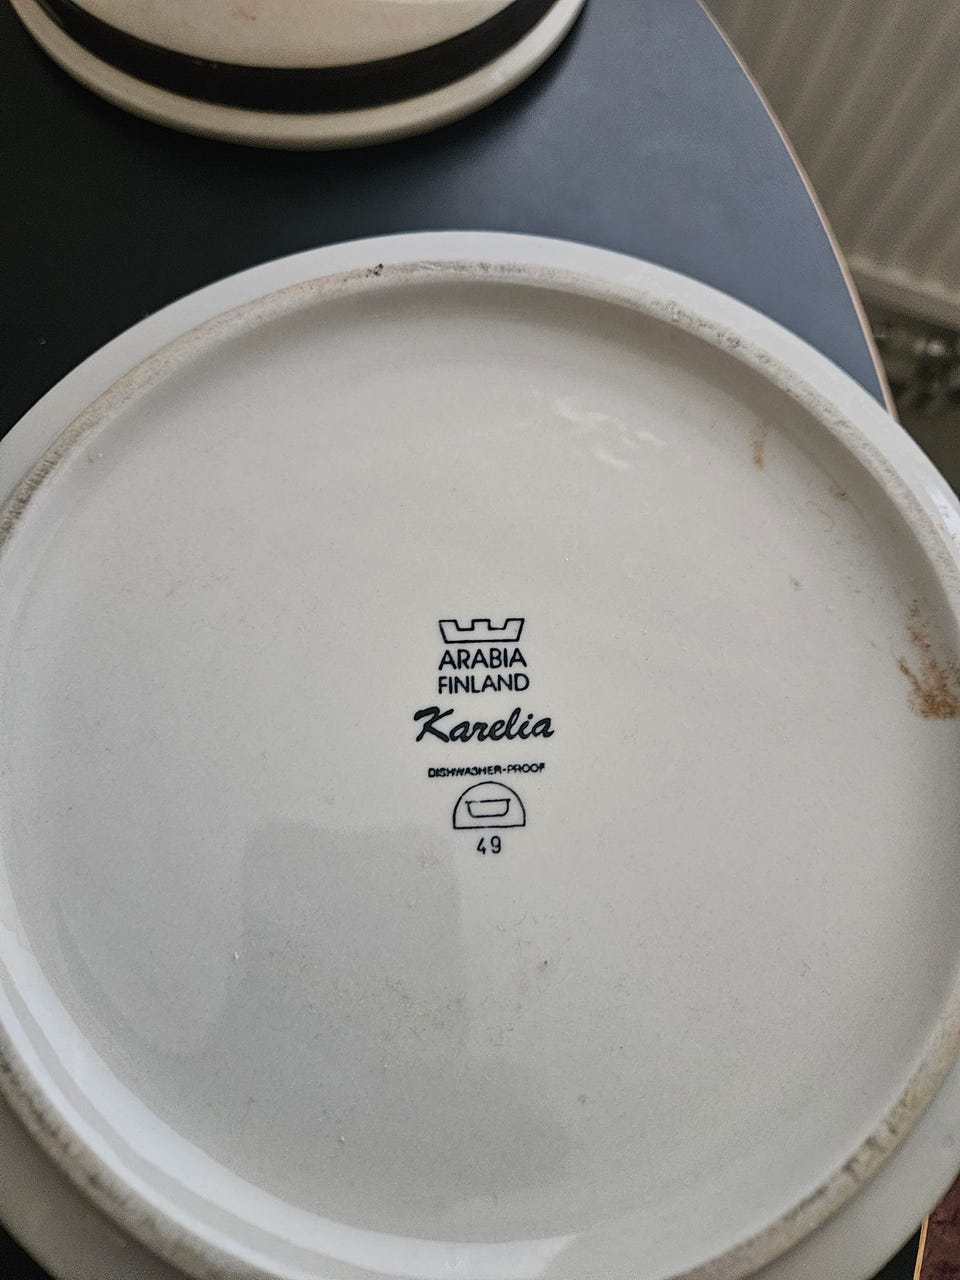 ARABIA
FINLAND
Karelia
DISHWASHER-PROOF
49